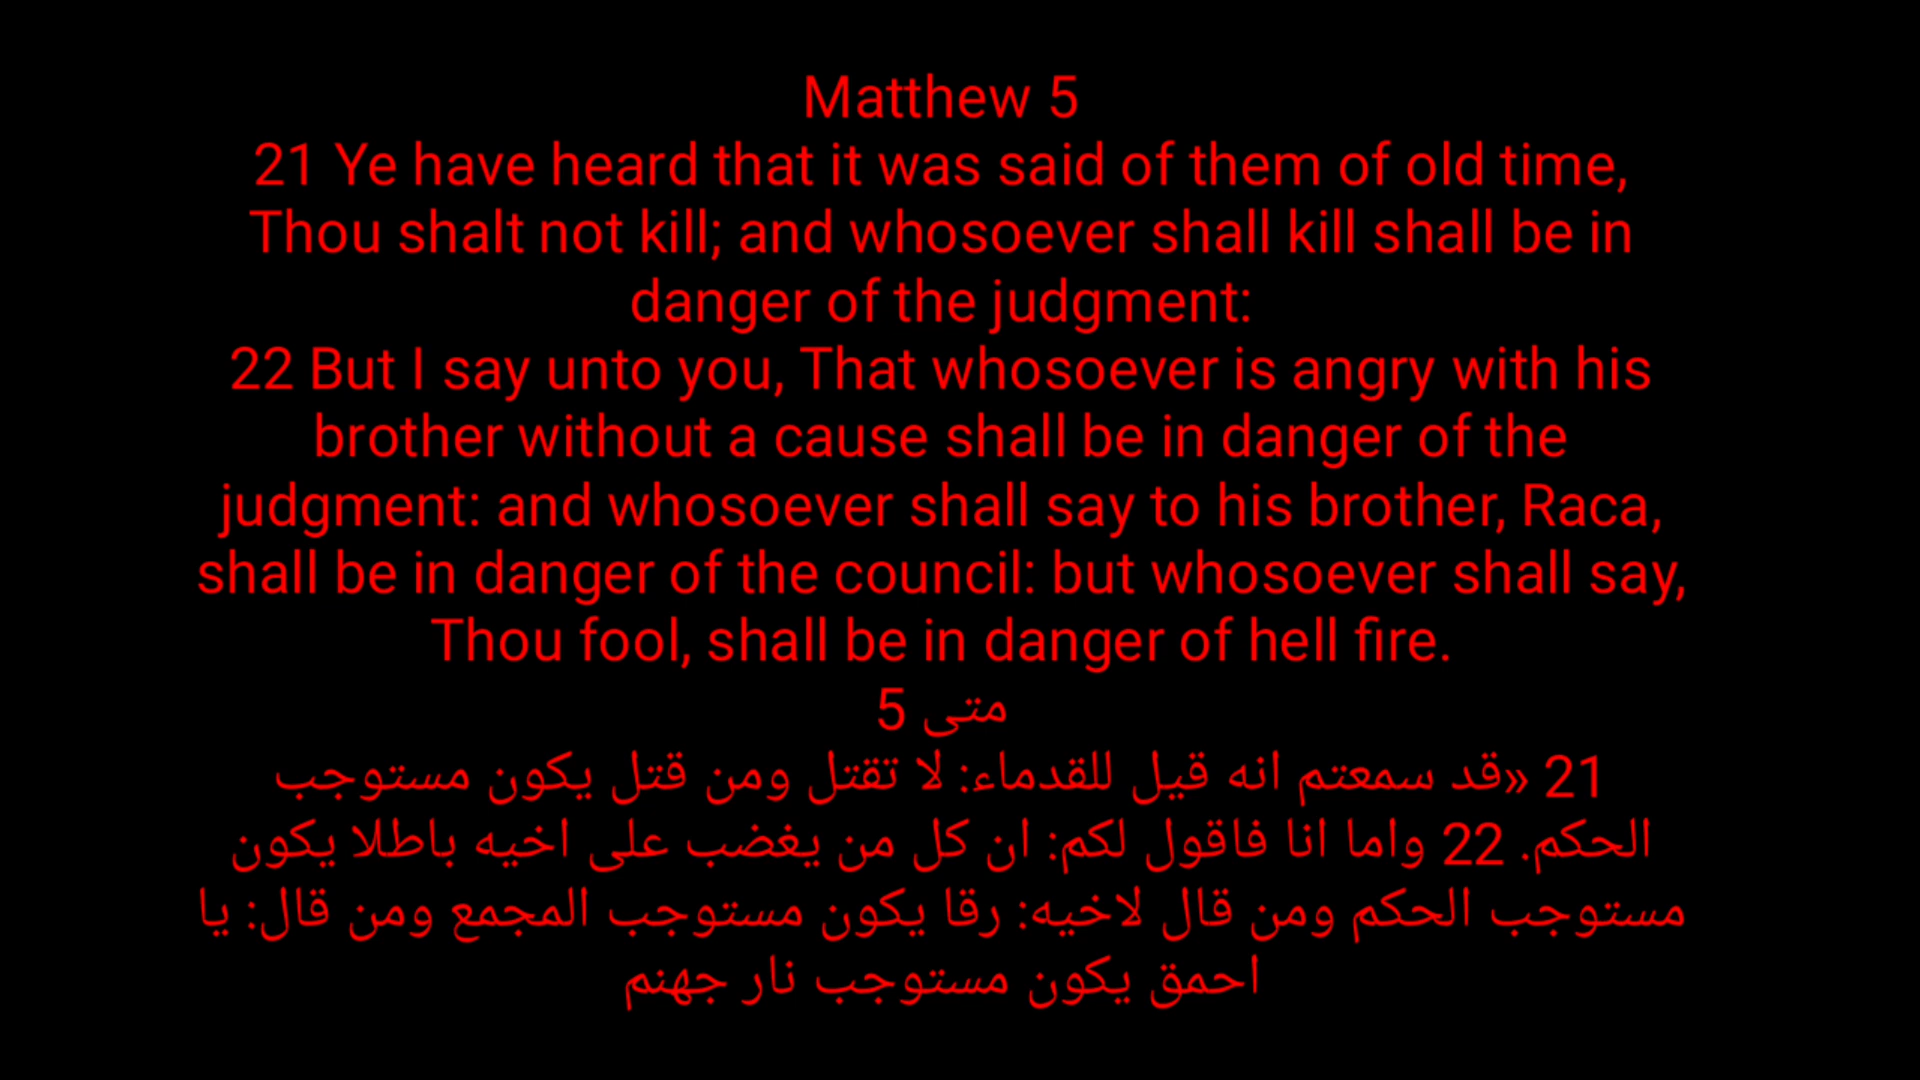 Matthew 5
21 Ye have heard that it was said of them of old time,
Thou shalt not kill; and whosoever shall kill shall be in
danger of the judgment:
22 But I say unto you, That whosoever is angry with his
brother without a cause shall be in danger of the
judgment: and whosoever shall say to his brother, Raca,
shall be in danger of the council: but whosoever shall say,
Thou fool, shall be in danger of hell fire.
متى 5
21 «قد سمعتم انه قيل للقدماء: لا تقتل ومن قتل يكون مستوجب
الحكم. 22 واما انا فاقول لكم: ان كل من يغضب على اخيه باطلا يكون
مستوجب الحكم ومن قال لاخيه: رقا يكون مستوجب المجمع ومن قال: يا
احمق يكون مستوجب نار جهنم